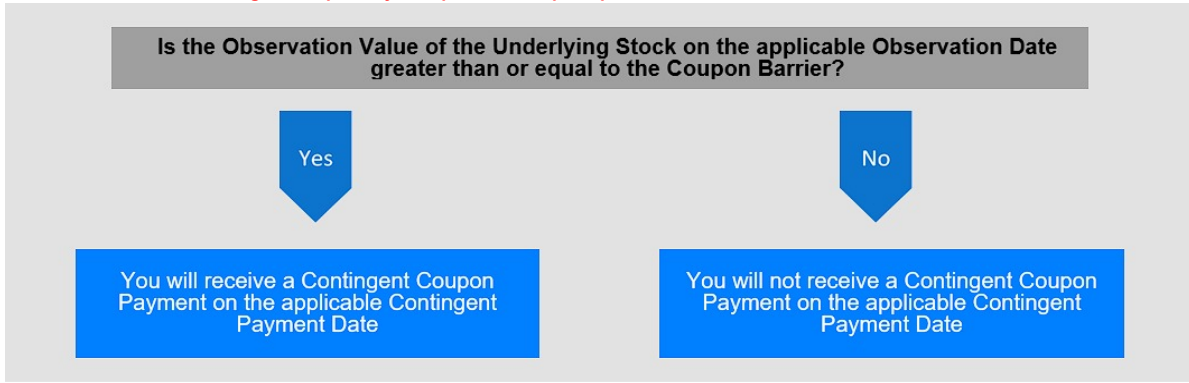 Is the Observation Value of the Underlying Stock on the applicable Observation Date
greater than or equal to the Coupon Barrier?
Yes
No
You will receive a Contingent Coupon
Payment on the applicable Contingent
Payment Date
You will not receive a Contingent Coupon
Payment on the applicable Contingent
Payment Date